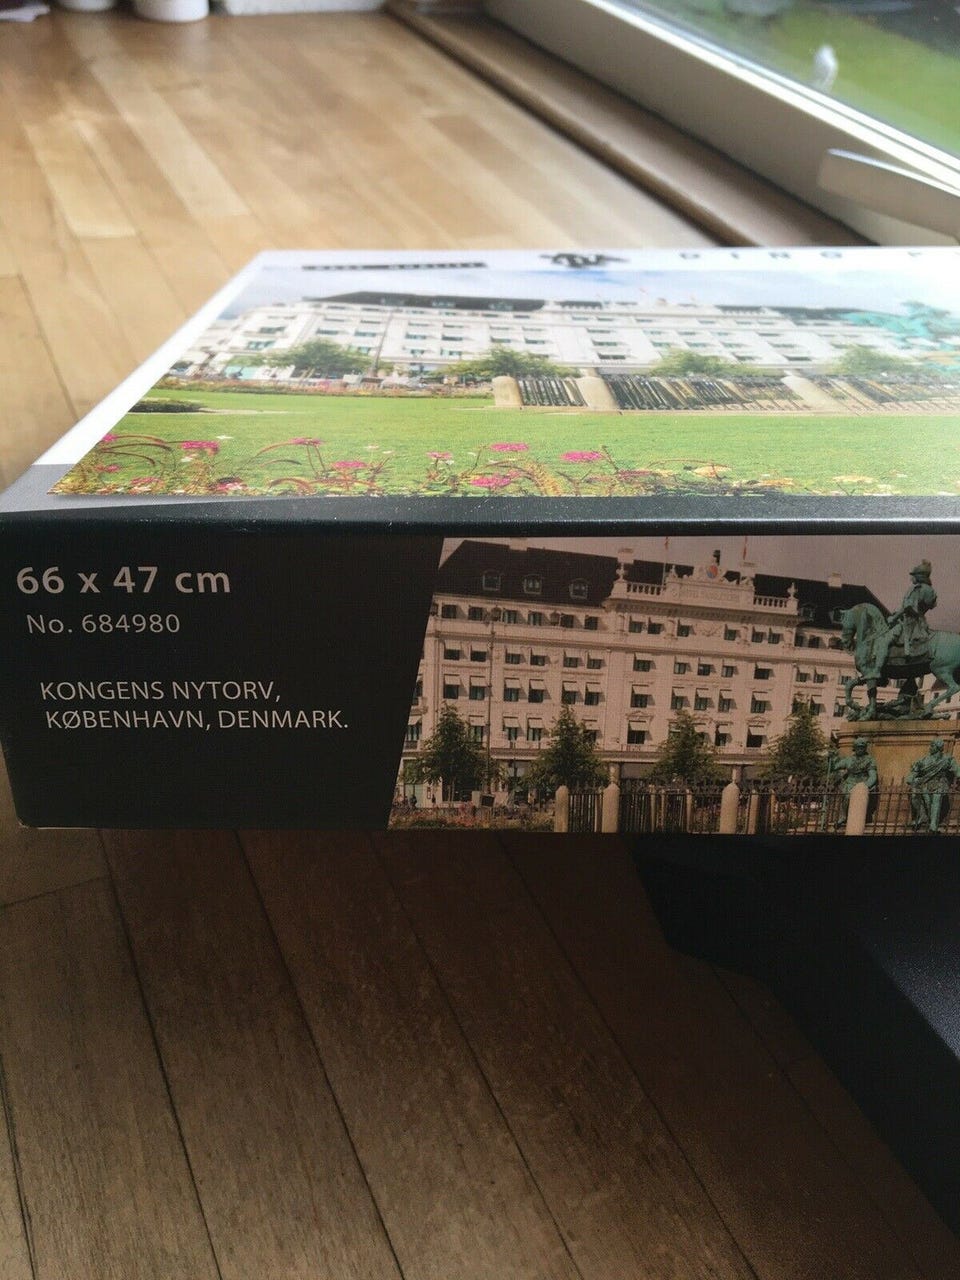 66 x 47 cm
No. 684980
KONGENS NYTORV,
KØBENHAVN, DENMARK.